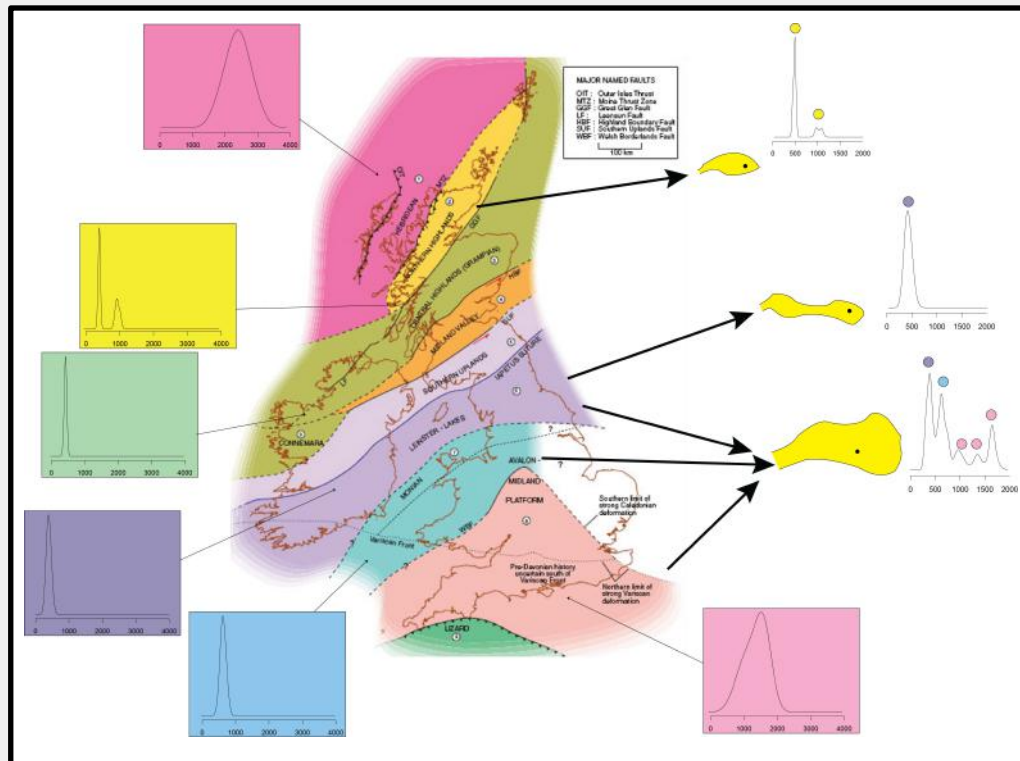 0 1000 2000 3000 4000
MAJOR NAMED FAULTS
OIT : Outer Isles Thrust
MTZ : Moine Thrust Zone
GGF : Great Glen Fault
LF : Leannan Fault
HBF : Highland Boundary Fault
SUF : Southern Uplands Fault
WBF : Welsh Borderlands Fault
100 km
0 500 1000 1500 2000
OIT
MTZ
HEBRIDEAN
NORTHERN HIGHLANDS
GGF
0 1000 2000 3000 4000
CENTRAL HIGHLANDS (GRAMPIAN)
HBF
MIDLAND VALLEY
SUF
0 500 1000 1500 2000
LF
SOUTHERN UPLANDS
IAPETUS SUTURE
CONNEMARA
LEINSTER - LAKES
0 1000 2000 3000 4000
?
MONIAN
AVALON -
?
MIDLAND
PLATFORM
0 500 1000 1500 2000
WBF
Variscan Front
Southern limit of
strong Caledonian
deformation
Pre-Devonian history
uncertain south of
Variscan Front
Northern limit of
strong Variscan
deformation
0 1000 2000 3000 4000
LIZARD
0 1000 2000 3000 4000
0 1000 2000 3000 4000